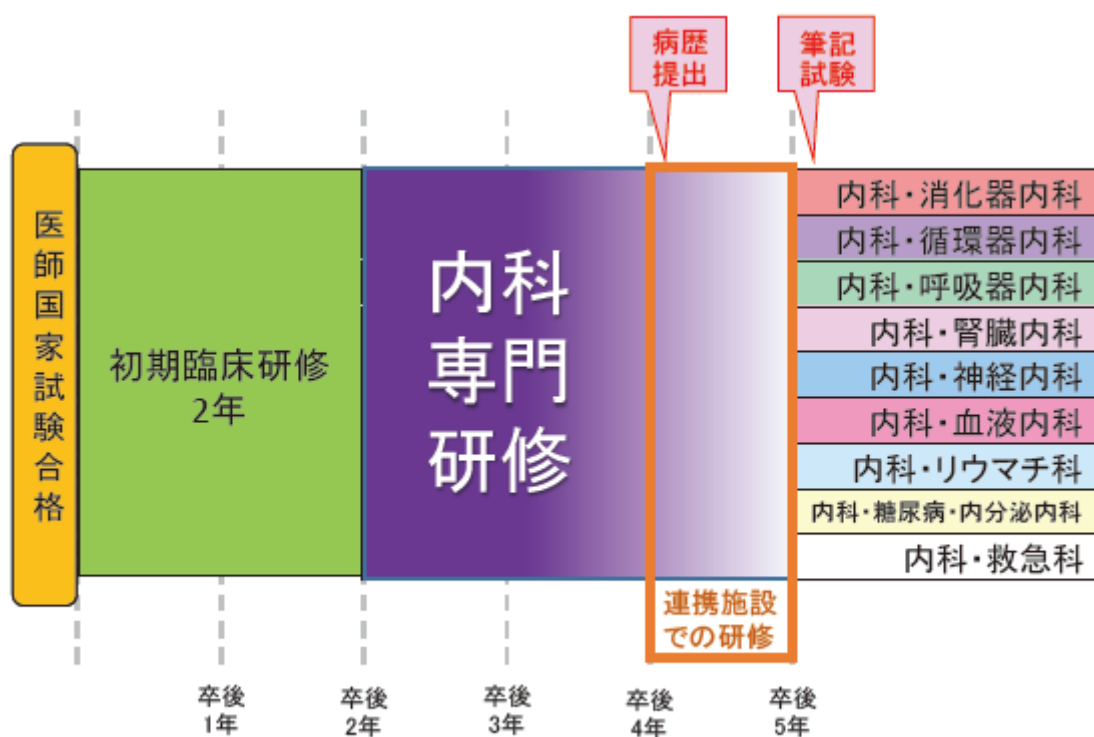 病歴
提出
筆記
試験
医師国家試験合格
初期臨床研修
2年
内科
専門
研修
内科・消化器内科
内科・循環器内科
内科・呼吸器内科
内科・腎臓内科
内科・神経内科
内科・血液内科
内科・リウマチ科
内科・糖尿病・内分泌内科
内科・救急科
連携施設
での研修
卒後
1年
卒後
2年
卒後
3年
卒後
4年
卒後
5年